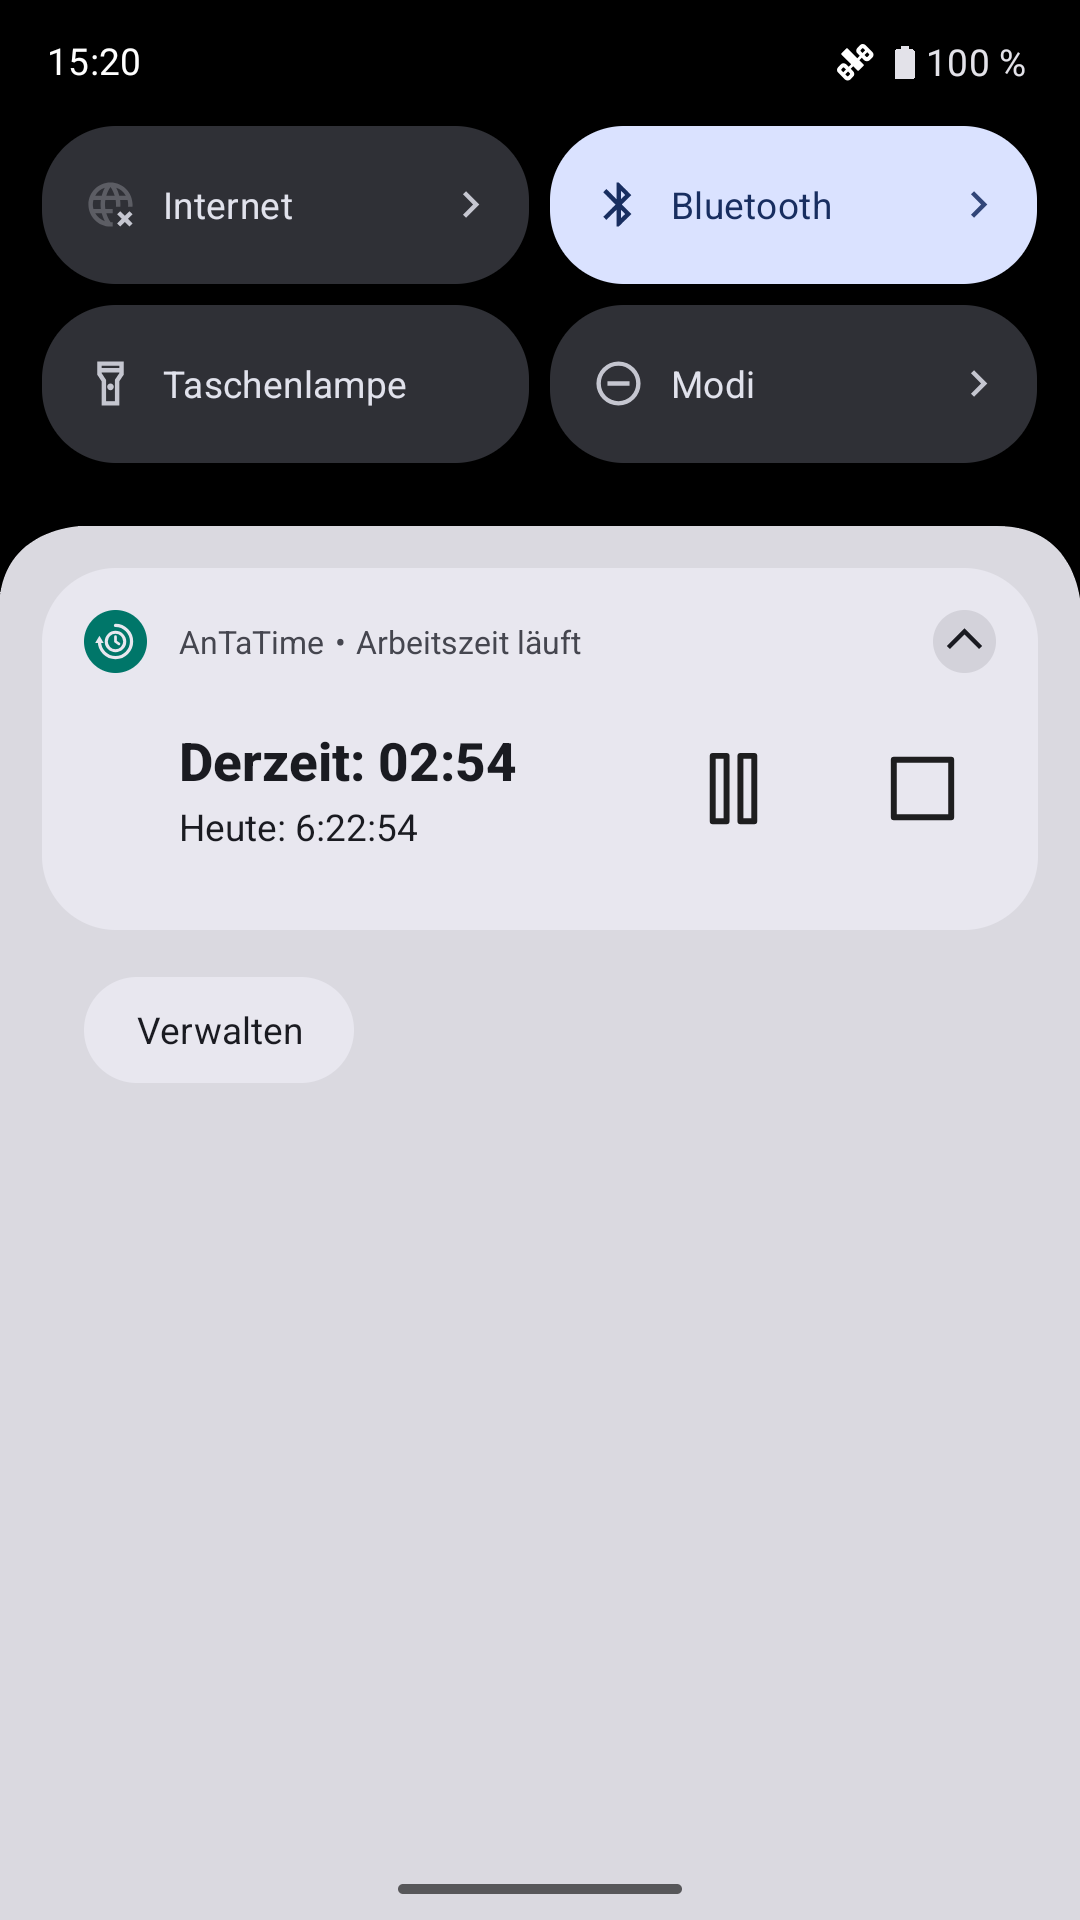 15:20
100 %
Internet
Bluetooth
Taschenlampe
Modi
AnTaTime • Arbeitszeit läuft
Derzeit: 02:54
Heute: 6:22:54
Verwalten